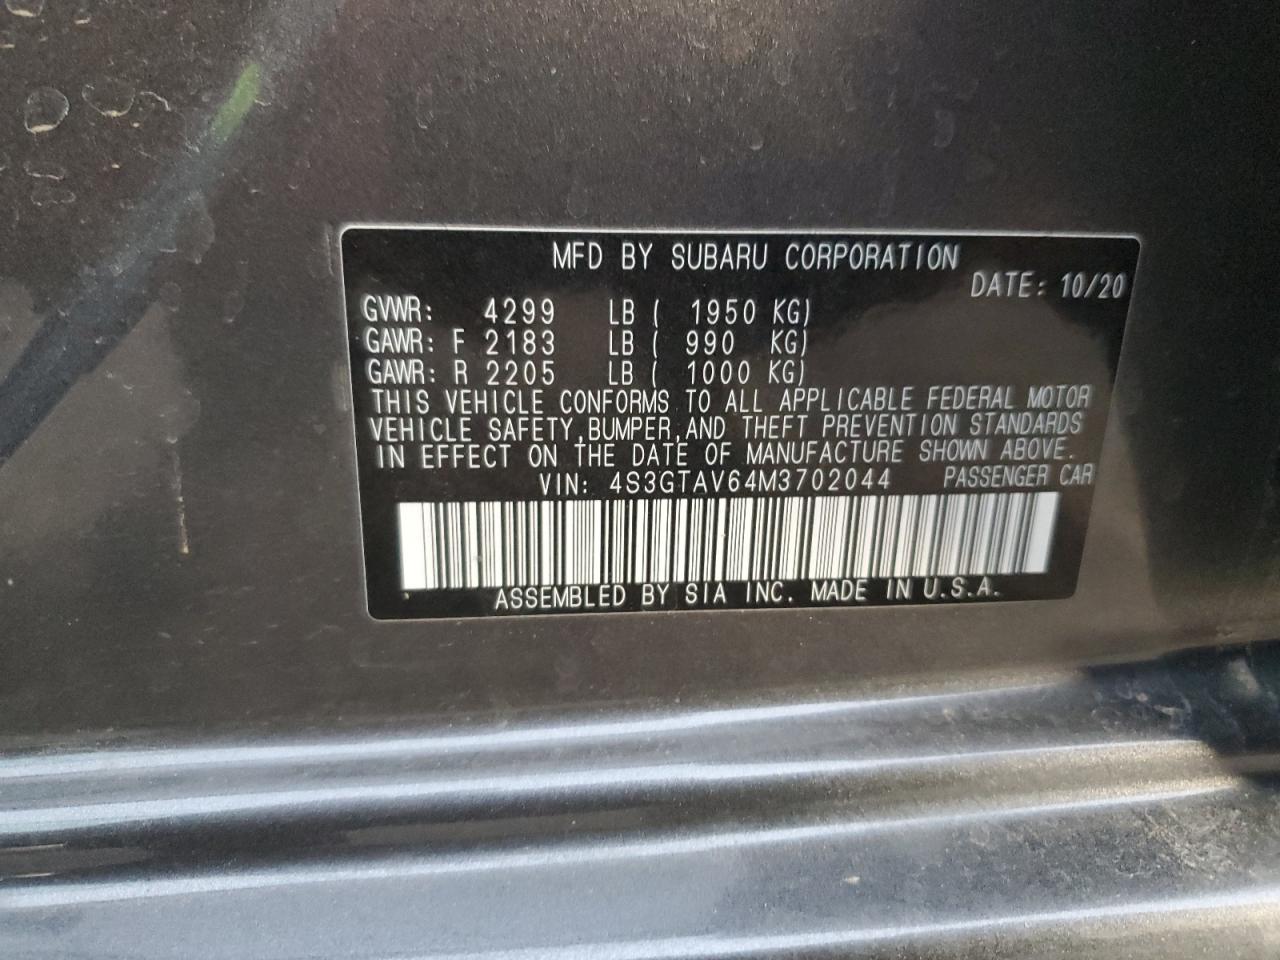 MFD BY SUBARU CORPORATION
DATE: 10/20
GVWR: 4299 LB ( 1950 KG)
GAWR: F 2183 LB ( 990 KG)
GAWR: R 2205 LB ( 1000 KG)
THIS VEHICLE CONFORMS TO ALL APPLICABLE FEDERAL MOTOR
VEHICLE SAFETY,BUMPER,AND THEFT PREVENTION STANDARDS
IN EFFECT ON THE DATE OF MANUFACTURE SHOWN ABOVE.
VIN: 4S3GTAV64M3702044 PASSENGER CAR
ASSEMBLED BY SIA INC. MADE IN U.S.A.